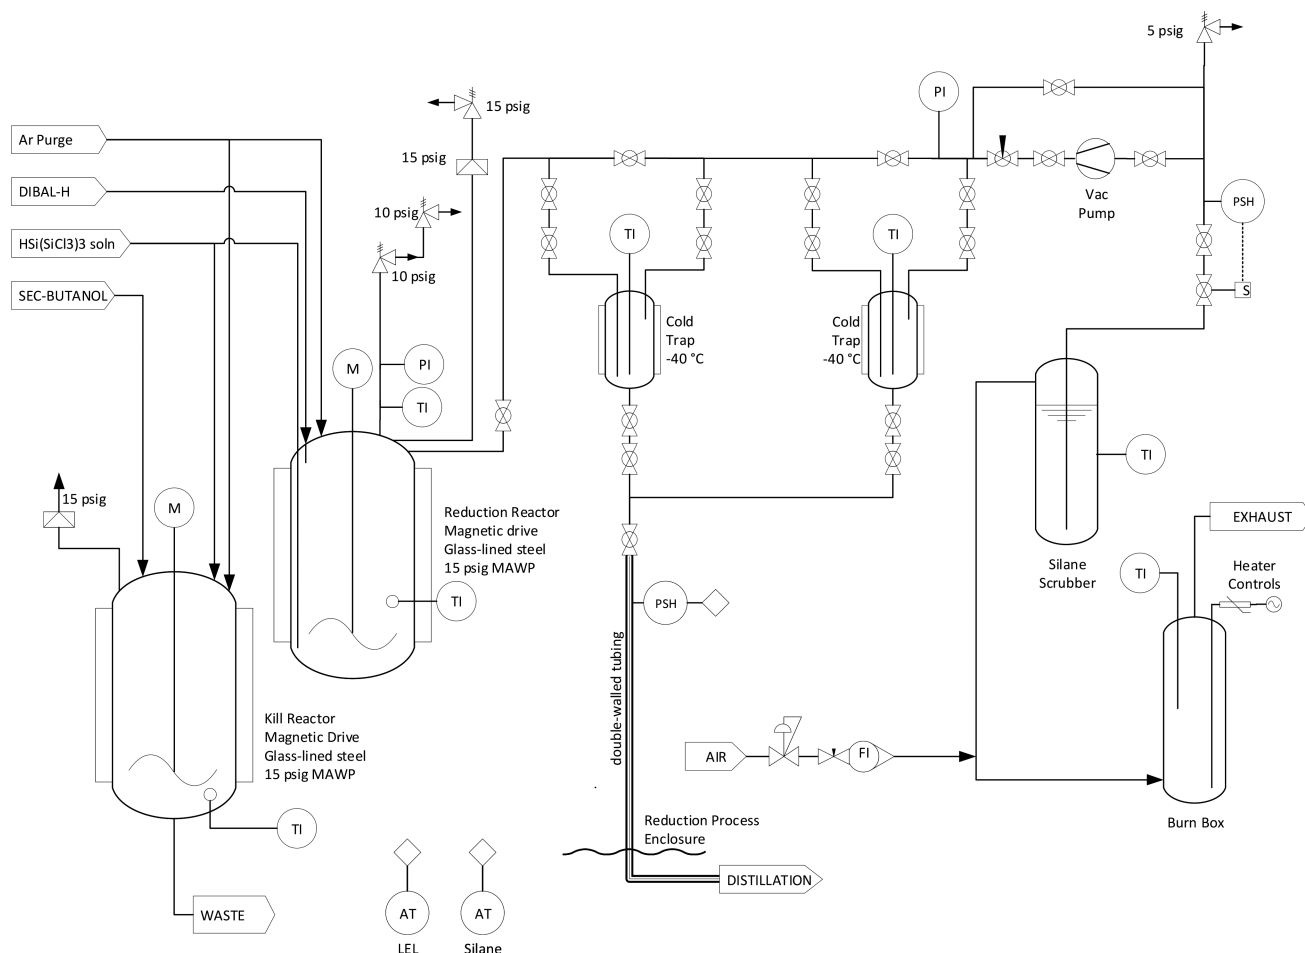 5 psig
PI
15 psig
Ar Purge
15 psig
DIBAL-H
Vac
Pump
PSH
10 psig
HSi(SiCl3)3 soln
TI
TI
10 psig
SEC-BUTANOL
S
Cold
Trap
-40 °C
Cold
Trap
-40 °C
M
PI
TI
TI
15 psig
M
Reduction Reactor
Magnetic drive
Glass-lined steel
15 psig MAWP
EXHAUST
Silane
Scrubber
TI
Heater
Controls
TI
PSH
double-walled tubing
Kill Reactor
Magnetic Drive
Glass-lined steel
15 psig MAWP
AIR
FI
TI
Reduction Process
Enclosure
Burn Box
DISTILLATION
WASTE
AT
AT
LEL
Silane